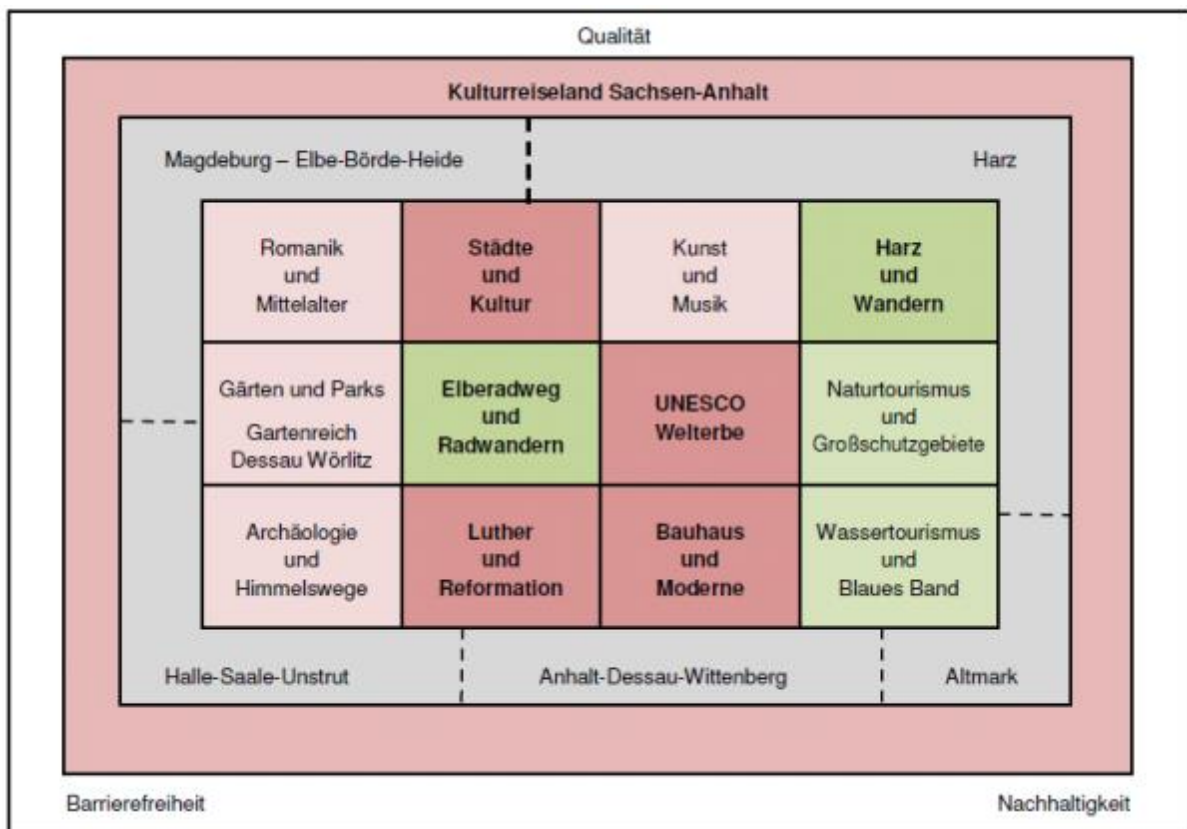 Qualität
Kulturreiseland Sachsen-Anhalt
Magdeburg – Elbe-Börde-Heide
Harz
Romanik
und
Mittelalter
Städte
und
Kultur
Kunst
und
Musik
Harz
und
Wandern
Gärten und Parks
Gartenreich
Dessau Wörlitz
Elberadweg
und
Radwandern
UNESCO
Welterbe
Naturtourismus
und
Großschutzgebiete
Archäologie
und
Himmelswege
Luther
und
Reformation
Bauhaus
und
Moderne
Wassertourismus
und
Blaues Band
Halle-Saale-Unstrut
Anhalt-Dessau-Wittenberg
Altmark
Barrierefreiheit
Nachhaltigkeit